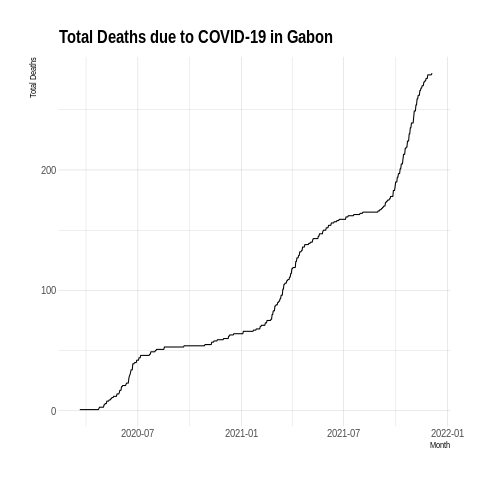 Total Deaths due to COVID-19 in Gabon
Total Deaths
200
100
0
2020-07 2021-01 2021-07 2022-01
Month